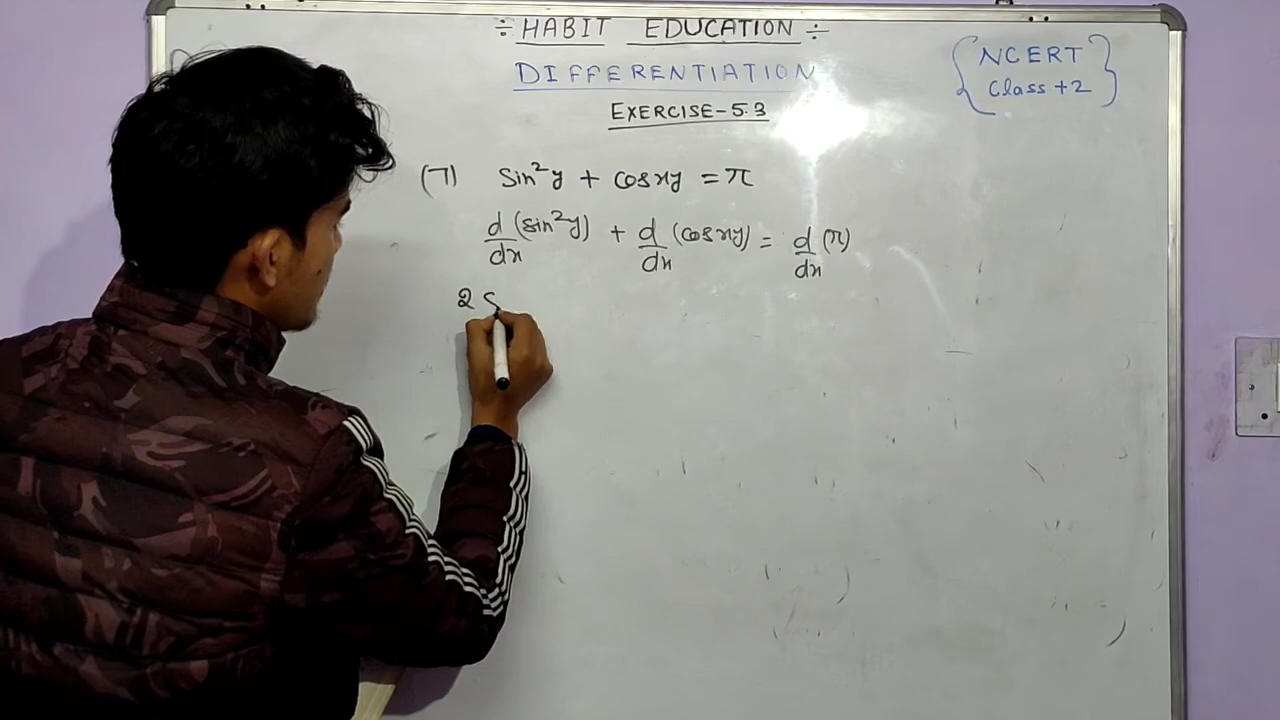 ÷ HABIT EDUCATION ÷
DIFFERENTIATION
{NCERT
Class +2}
EXERCISE-5.3
(7) sin²y + cosxy = π
d/dx (sin²y) + d/dx (cosxy) = d/dx (π)
2 S